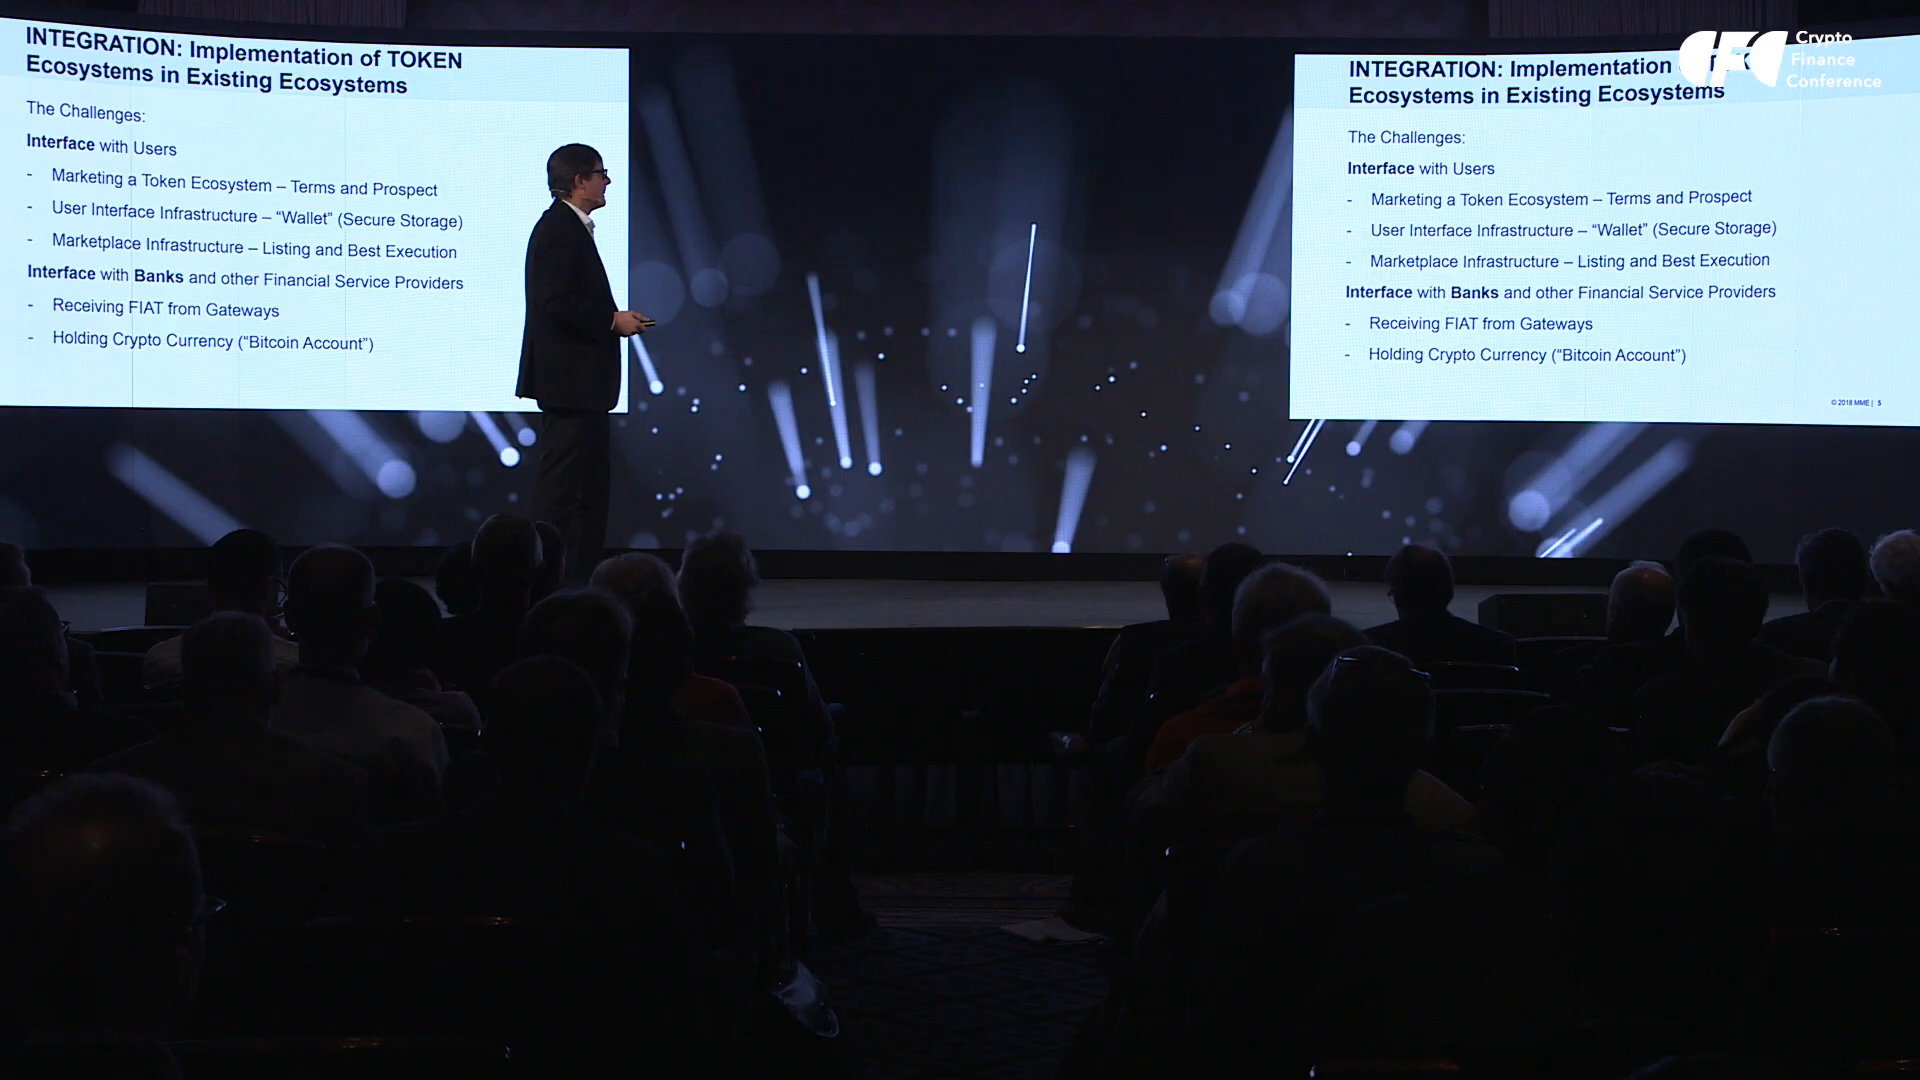 INTEGRATION: Implementation of TOKEN
Ecosystems in Existing Ecosystems
The Challenges:
Interface with Users
- Marketing a Token Ecosystem – Terms and Prospect
- User Interface Infrastructure – “Wallet” (Secure Storage)
- Marketplace Infrastructure – Listing and Best Execution
Interface with Banks and other Financial Service Providers
- Receiving FIAT from Gateways
- Holding Crypto Currency (“Bitcoin Account”)
CFC Crypto
Finance
Conference
INTEGRATION: Implementation
Ecosystems in Existing Ecosystems
The Challenges:
Interface with Users
- Marketing a Token Ecosystem – Terms and Prospect
- User Interface Infrastructure – “Wallet” (Secure Storage)
- Marketplace Infrastructure – Listing and Best Execution
Interface with Banks and other Financial Service Providers
- Receiving FIAT from Gateways
- Holding Crypto Currency (“Bitcoin Account”)
© 2018 MME | 5